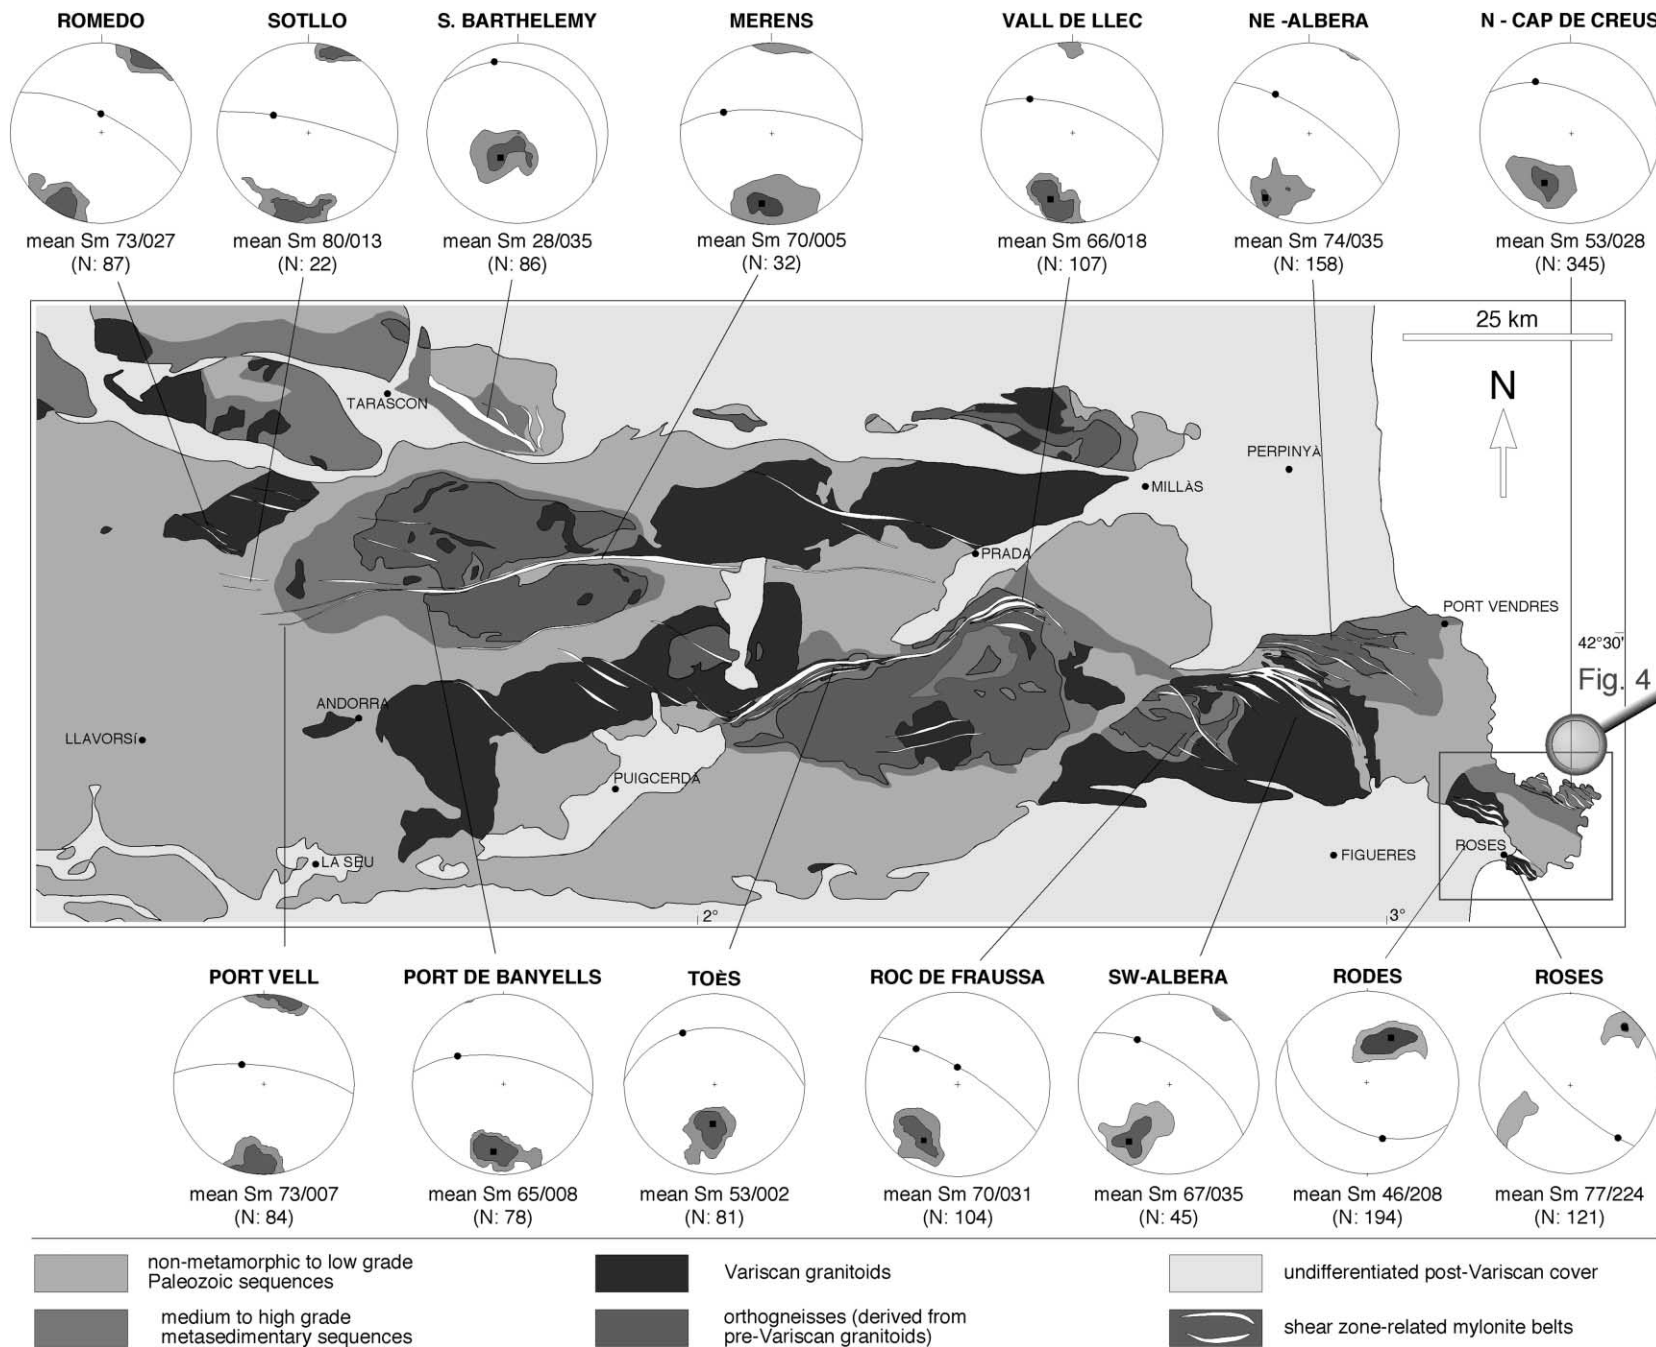 ROMEDO
SOTLLO
S. BARTHELEMY
MERENS
VALL DE LLEC
NE -ALBERA
N - CAP DE CREUS
mean Sm 73/027
(N: 87)
mean Sm 80/013
(N: 22)
mean Sm 28/035
(N: 86)
mean Sm 70/005
(N: 32)
mean Sm 66/018
(N: 107)
mean Sm 74/035
(N: 158)
mean Sm 53/028
(N: 345)
25 km
N
TARASCON
PERPINYÀ
MILLÀS
PRADA
PORT VENDRES
42°30'
Fig. 4
ANDORRA
LLAVORSÍ
PUIGCERDÀ
LA SEU
FIGUERES
ROSES
2°
3°
PORT VELL
PORT DE BANYELLS
TOÈS
ROC DE FRAUSSA
SW-ALBERA
RODES
ROSES
mean Sm 73/007
(N: 84)
mean Sm 65/008
(N: 78)
mean Sm 53/002
(N: 81)
mean Sm 70/031
(N: 104)
mean Sm 67/035
(N: 45)
mean Sm 46/208
(N: 194)
mean Sm 77/224
(N: 121)
non-metamorphic to low grade
Paleozoic sequences
Variscan granitoids
undifferentiated post-Variscan cover
medium to high grade
metasedimentary sequences
orthogneisses (derived from
pre-Variscan granitoids)
shear zone-related mylonite belts